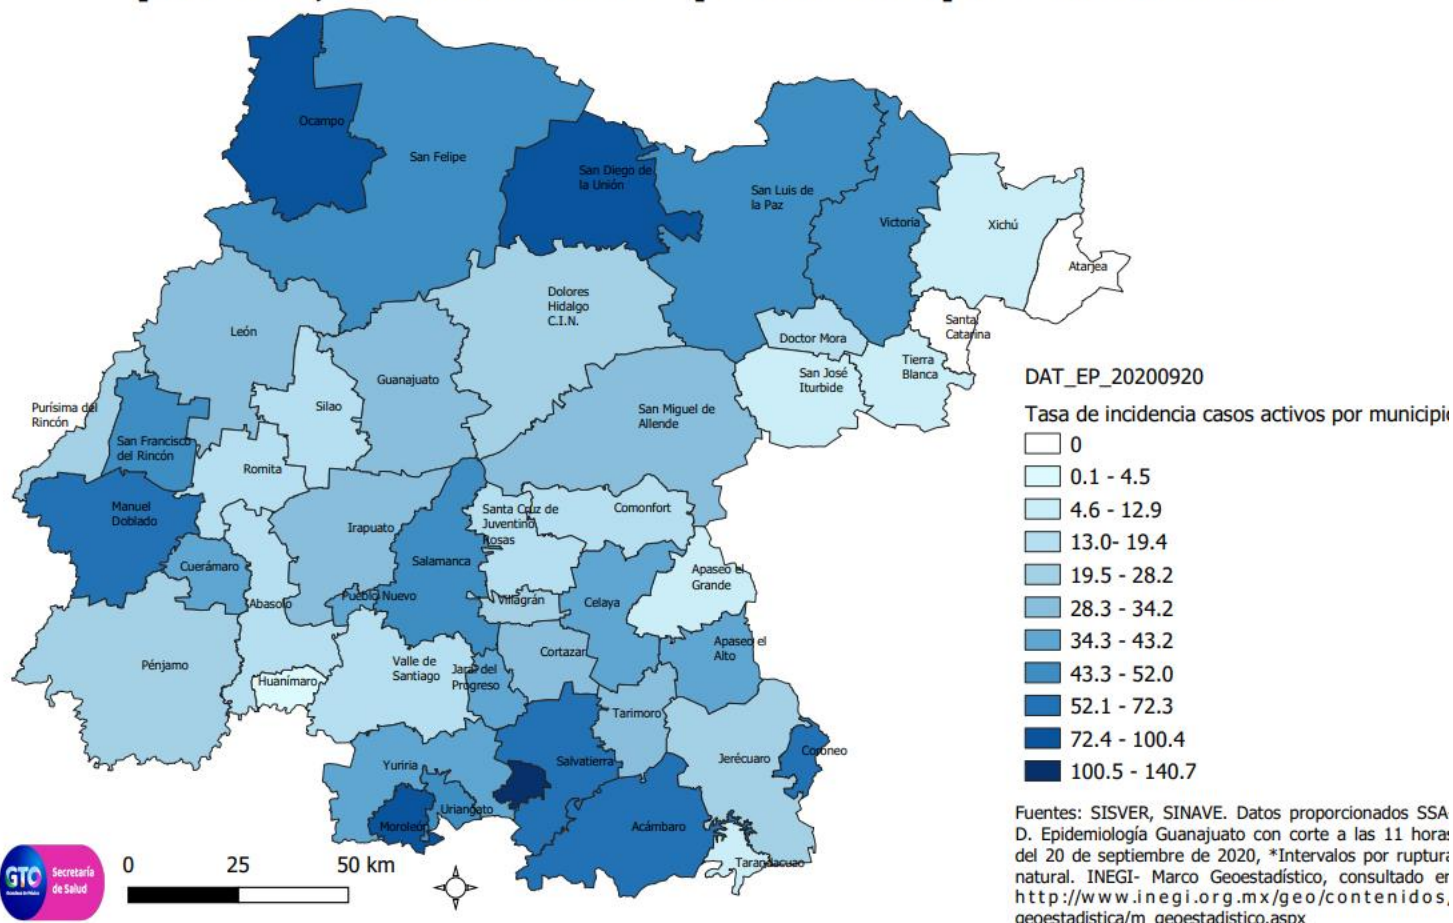 Ocampo
San Felipe
San Diego de
la Unión
San Luis de
la Paz
Victoria
Xichú
Atarjea
Dolores
Hidalgo
C.I.N.
León
Guanajuato
Silao
Doctor Mora
Santa
Catarina
Tierra
Blanca
San José
Iturbide
San Miguel de
Allende
Purísima del
Rincón
San Francisco
del Rincón
Romita
Manuel
Doblado
Irapuato
Santa Cruz de
Juventino
Rosas
Comonfort
Salamanca
Cuerámaro
Abasolo
Pueblo Nuevo
Villagrán
Celaya
Apaseo el
Grande
Apaseo el
Alto
Pénjamo
Huanímaro
Valle de
Santiago
Jaral del
Progreso
Cortazar
Tarimoro
Jerécuaro
Coroneo
Yuriria
Salvatierra
Uriangato
Moroleón
Acámbaro
Tarandacuao
DAT_EP_20200920
Tasa de incidencia casos activos por municipio
0
0.1 - 4.5
4.6 - 12.9
13.0- 19.4
19.5 - 28.2
28.3 - 34.2
34.3 - 43.2
43.3 - 52.0
52.1 - 72.3
72.4 - 100.4
100.5 - 140.7
Fuentes: SISVER, SINAVE. Datos proporcionados SSA-
D. Epidemiología Guanajuato con corte a las 11 horas
del 20 de septiembre de 2020, *Intervalos por ruptura
natural. INEGI- Marco Geoestadístico, consultado en
http://www.inegi.org.mx/geo/contenidos/
geoestadistica/m_geoestadistico.aspx
GTO
Secretaría
de Salud
0 25 50 km